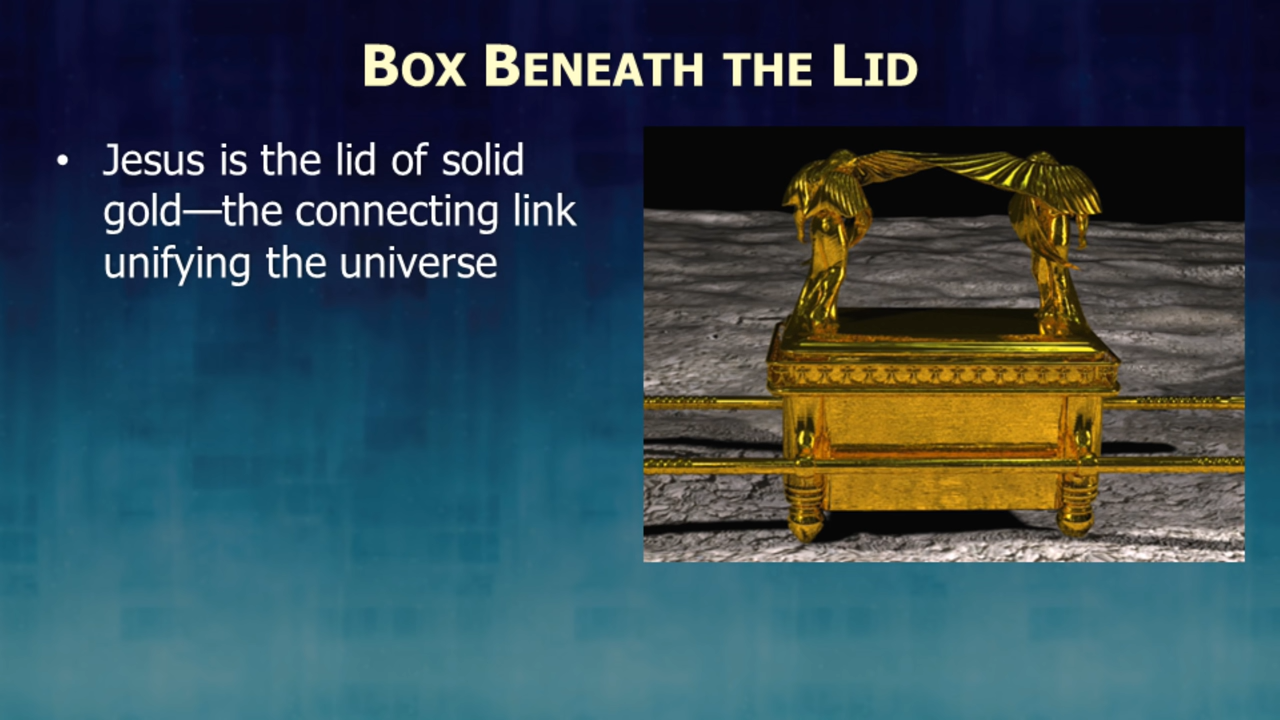 Box Beneath the Lid
• Jesus is the lid of solid
gold—the connecting link
unifying the universe